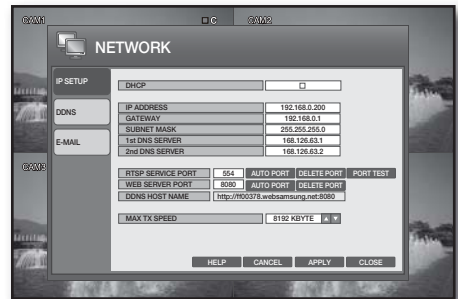 CAM1
C
CAM2
NETWORK
IP SETUP
DHCP
DDNS
IP ADDRESS 192.168.0.200
GATEWAY 192.168.0.1
SUBNET MASK 255.255.255.0
E-MAIL
1st DNS SERVER 168.126.63.1
2nd DNS SERVER 168.126.63.2
CAM3
RTSP SERVICE PORT 554 AUTO PORT DELETE PORT PORT TEST
WEB SERVER PORT 8080 AUTO PORT DELETE PORT
DDNS HOST NAME http://ff00378.websamsung.net:8080
MAX TX SPEED 8192 KBYTE
HELP CANCEL APPLY CLOSE